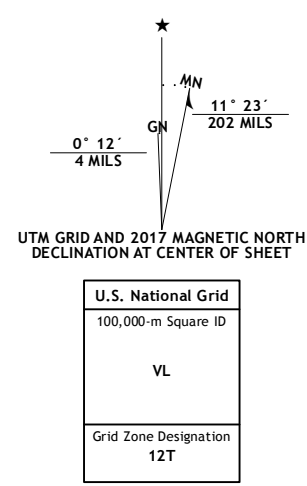 ★
MN
11° 23´
202 MILS
GN
0° 12´
4 MILS
UTM GRID AND 2017 MAGNETIC NORTH
DECLINATION AT CENTER OF SHEET
U.S. National Grid
100,000-m Square ID
VL
Grid Zone Designation
12T